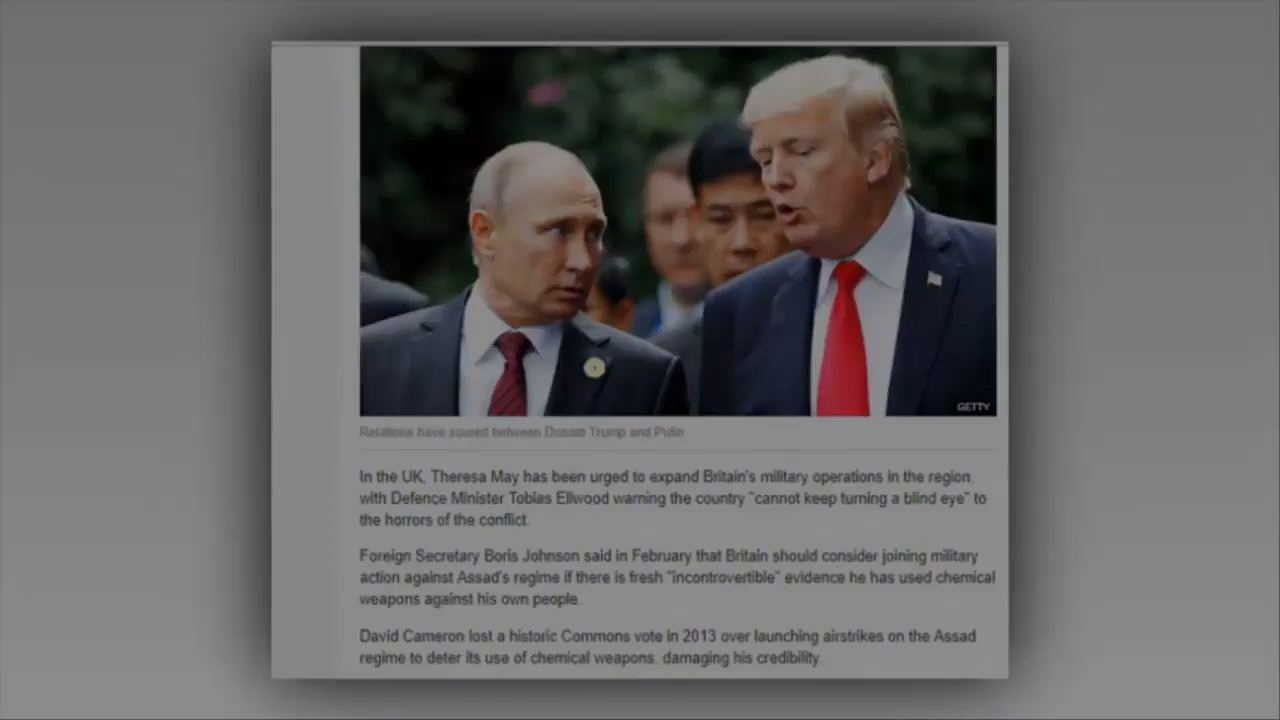 GETTY
Relations have soured between Donald Trump and Putin
In the UK, Theresa May has been urged to expand Britain's military operations in the region,
with Defence Minister Tobias Ellwood warning the country "cannot keep turning a blind eye" to
the horrors of the conflict.
Foreign Secretary Boris Johnson said in February that Britain should consider joining military
action against Assad's regime if there is fresh "incontrovertible" evidence he has used chemical
weapons against his own people.
David Cameron lost a historic Commons vote in 2013 over launching airstrikes on the Assad
regime to deter its use of chemical weapons, damaging his credibility.